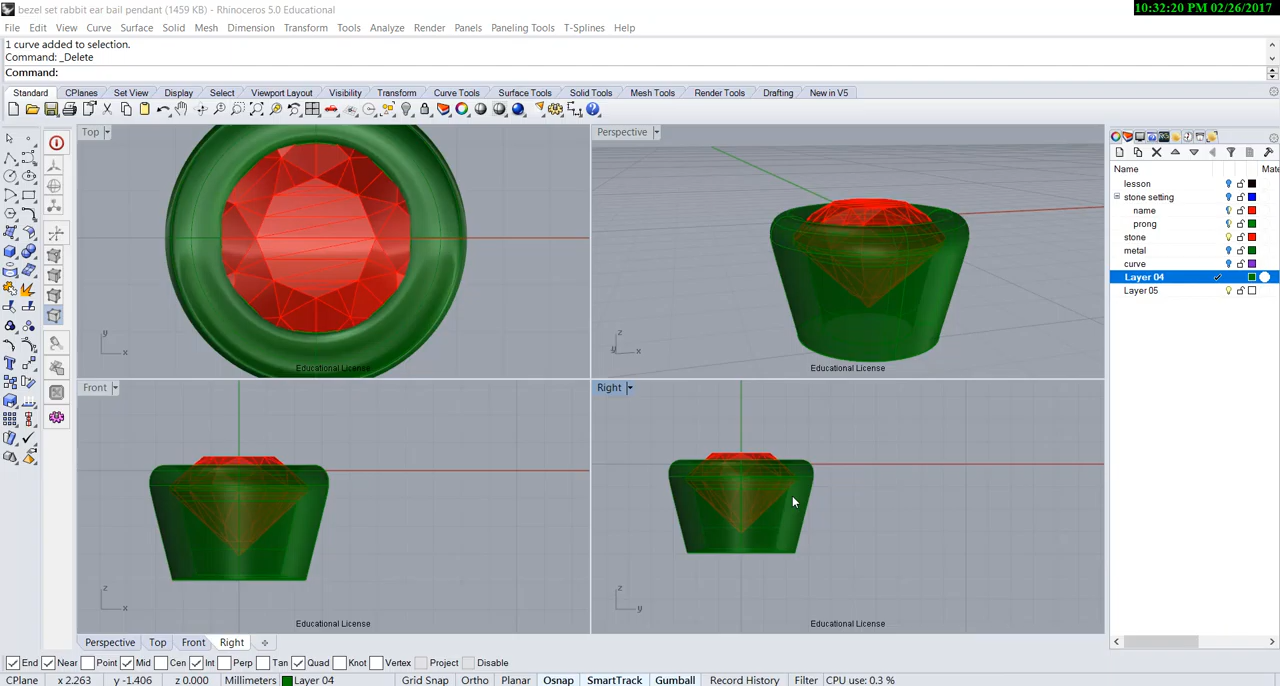 bezel set rabbit ear bail pendant (1459 KB) - Rhinoceros 5.0 Educational
10:32:20 PM 02/26/2017
File Edit View Curve Surface Solid Mesh Dimension Transform Tools Analyze Render Panels Paneling Tools T-Splines Help
1 curve added to selection.
Command: _Delete
Command:
Standard CPlanes Set View Display Select Viewport Layout Visibility Transform Curve Tools Surface Tools Solid Tools Mesh Tools Render Tools Drafting New in V5
Top
Perspective
Name Mate
lesson
stone setting
name
prong
stone
metal
curve
Layer 04
Layer 05
y
x
z
y x
Educational License
Educational License
Front
Right
z
x
z
y
Educational License
Educational License
Perspective Top Front Right
End Near Point Mid Cen Int Perp Tan Quad Knot Vertex Project Disable
CPlane x 2.263 y -1.406 z 0.000 Millimeters Layer 04 Grid Snap Ortho Planar Osnap SmartTrack Gumball Record History Filter CPU use: 0.3 %